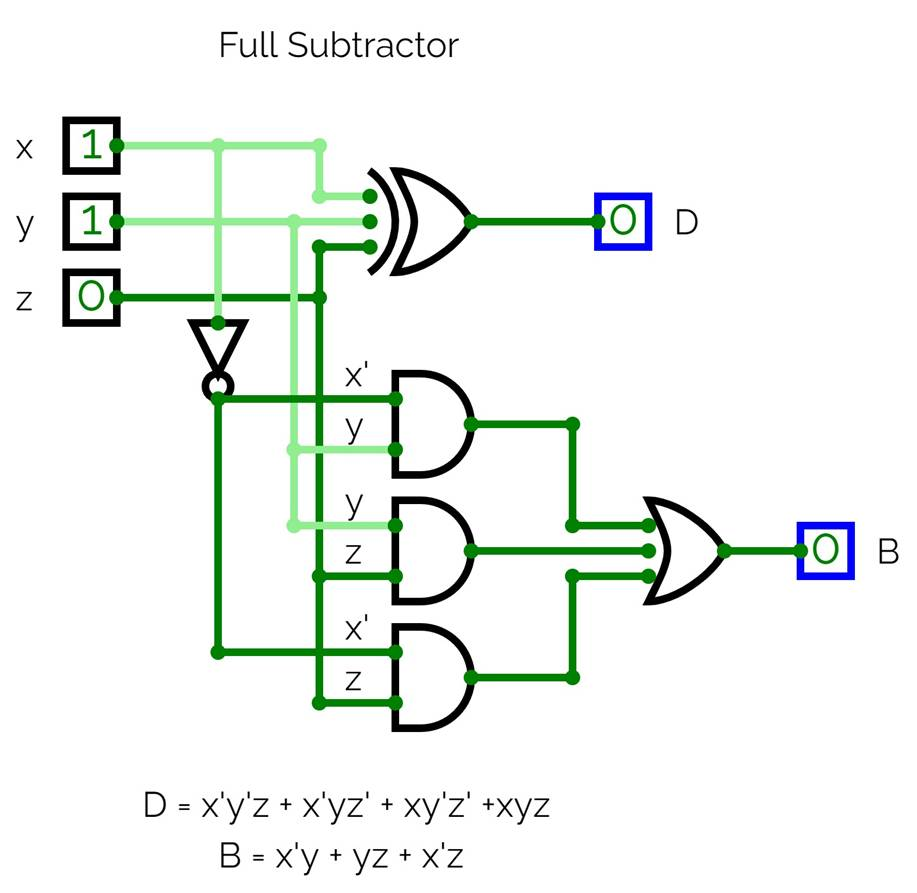 Full Subtractor
x 1
y 1
z 0
0 D
x'
y
y
z
x'
z
0 B
D = x'y'z + x'yz' + xy'z' +xyz
B = x'y + yz + x'z